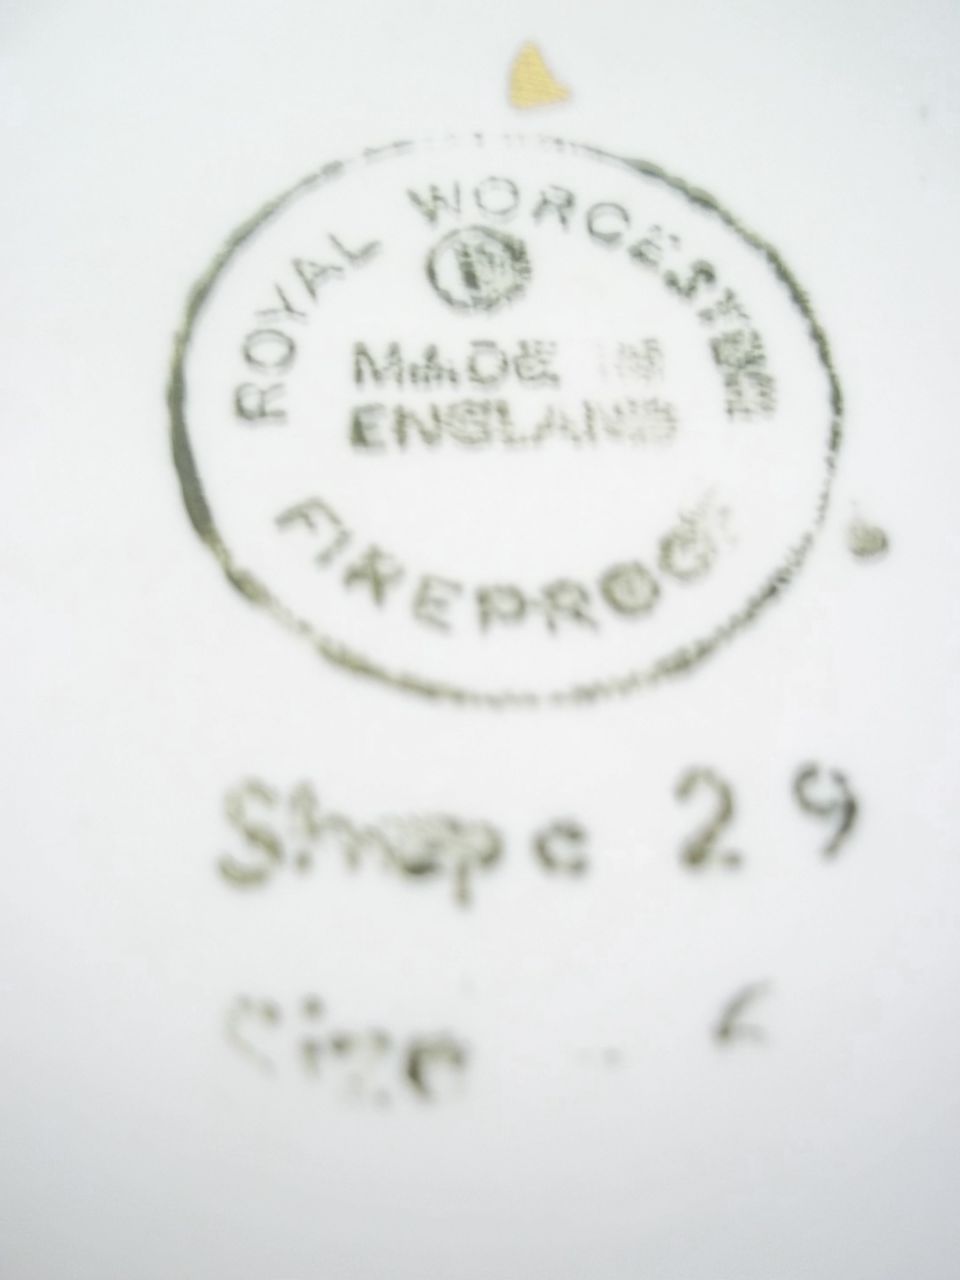 ROYAL WORCESTER
MADE IN
ENGLAND
FIREPROOF
Shape 29
Size - 6